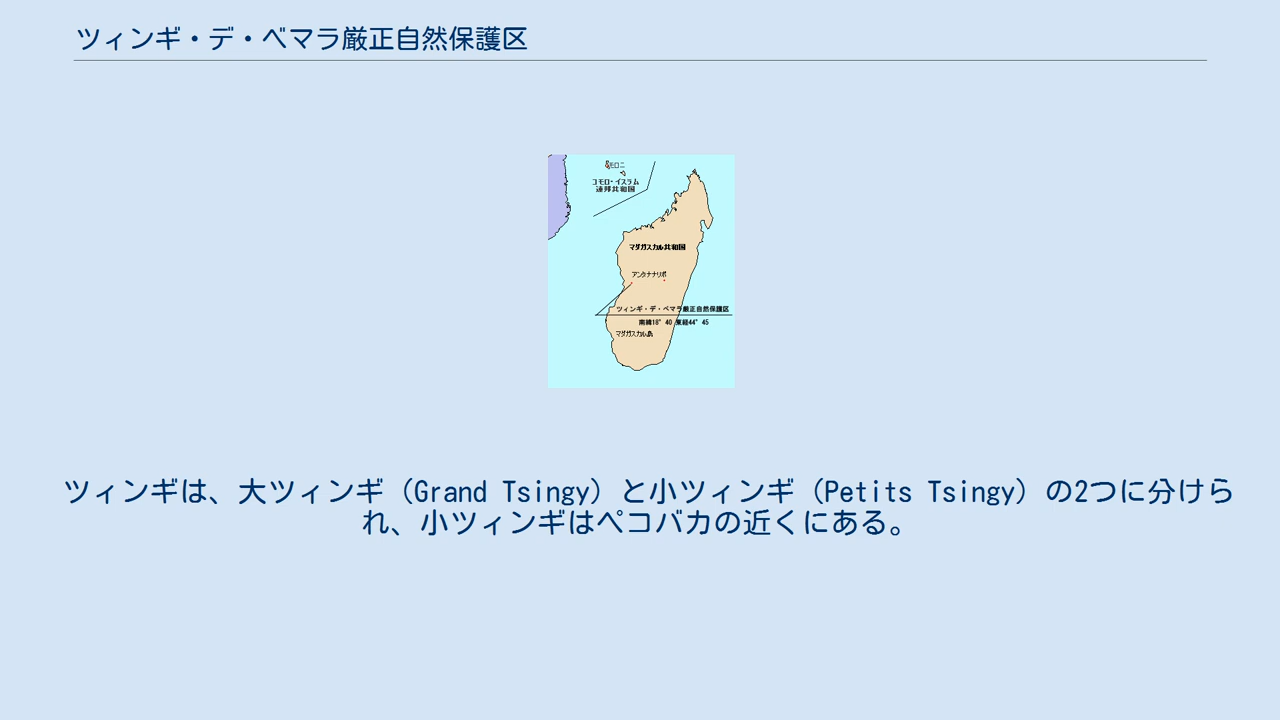 ツィンギ・デ・ベマラ厳正自然保護区
モロニ
コモロ・イスラム
連邦共和国
マダガスカル共和国
アンタナナリボ
ツィンギ・デ・ベマラ厳正自然保護区
南緯18°40 東経44°45
マダガスカル島
ツィンギは、大ツィンギ（Grand Tsingy）と小ツィンギ（Petits Tsingy）の2つに分けら
れ、小ツィンギはペコバカの近くにある。